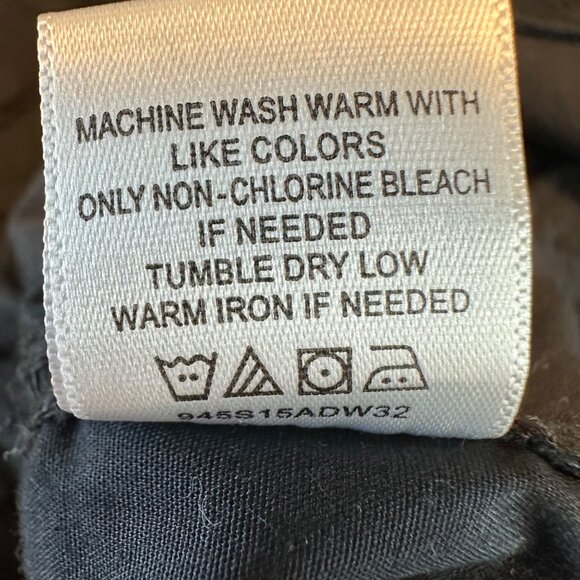 MACHINE WASH WARM WITH
LIKE COLORS
ONLY NON-CHLORINE BLEACH
IF NEEDED
TUMBLE DRY LOW
WARM IRON IF NEEDED
945S15ADW32